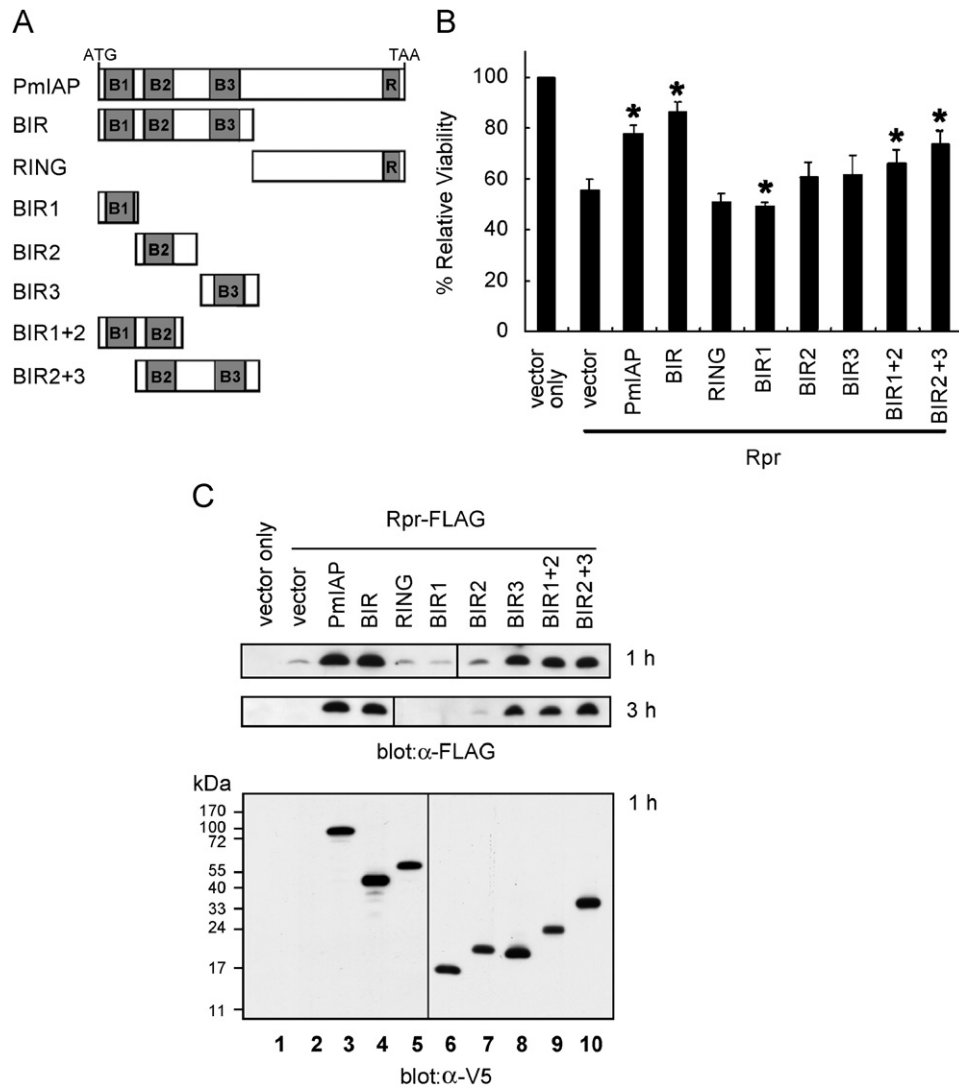 A
ATG TAA
PmIAP B1 B2 B3 R
BIR B1 B2 B3
RING R
BIR1 B1
BIR2 B2
BIR3 B3
BIR1+2 B1 B2
BIR2+3 B2 B3
B
% Relative Viability
100
80
60
40
20
0
* * * * *
vector only
vector
PmIAP
BIR
RING
BIR1
BIR2
BIR3
BIR1+2
BIR2+3
Rpr
C
Rpr-FLAG
vector only
vector
PmIAP
BIR
RING
BIR1
BIR2
BIR3
BIR1+2
BIR2+3
1 h
3 h
blot:α-FLAG
kDa
1 h
170
100
72
55
40
33
24
17
11
1 2 3 4 5 6 7 8 9 10
blot:α-V5